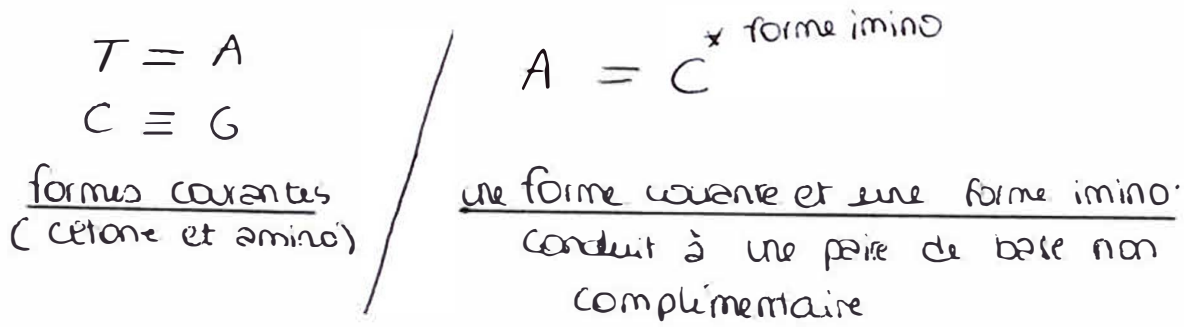 T = A
C ≡ G
formes courantes
(cétone et amino)
A = C* forme imino
une forme courante et une forme imino.
conduit à une paire de base non
complémentaire